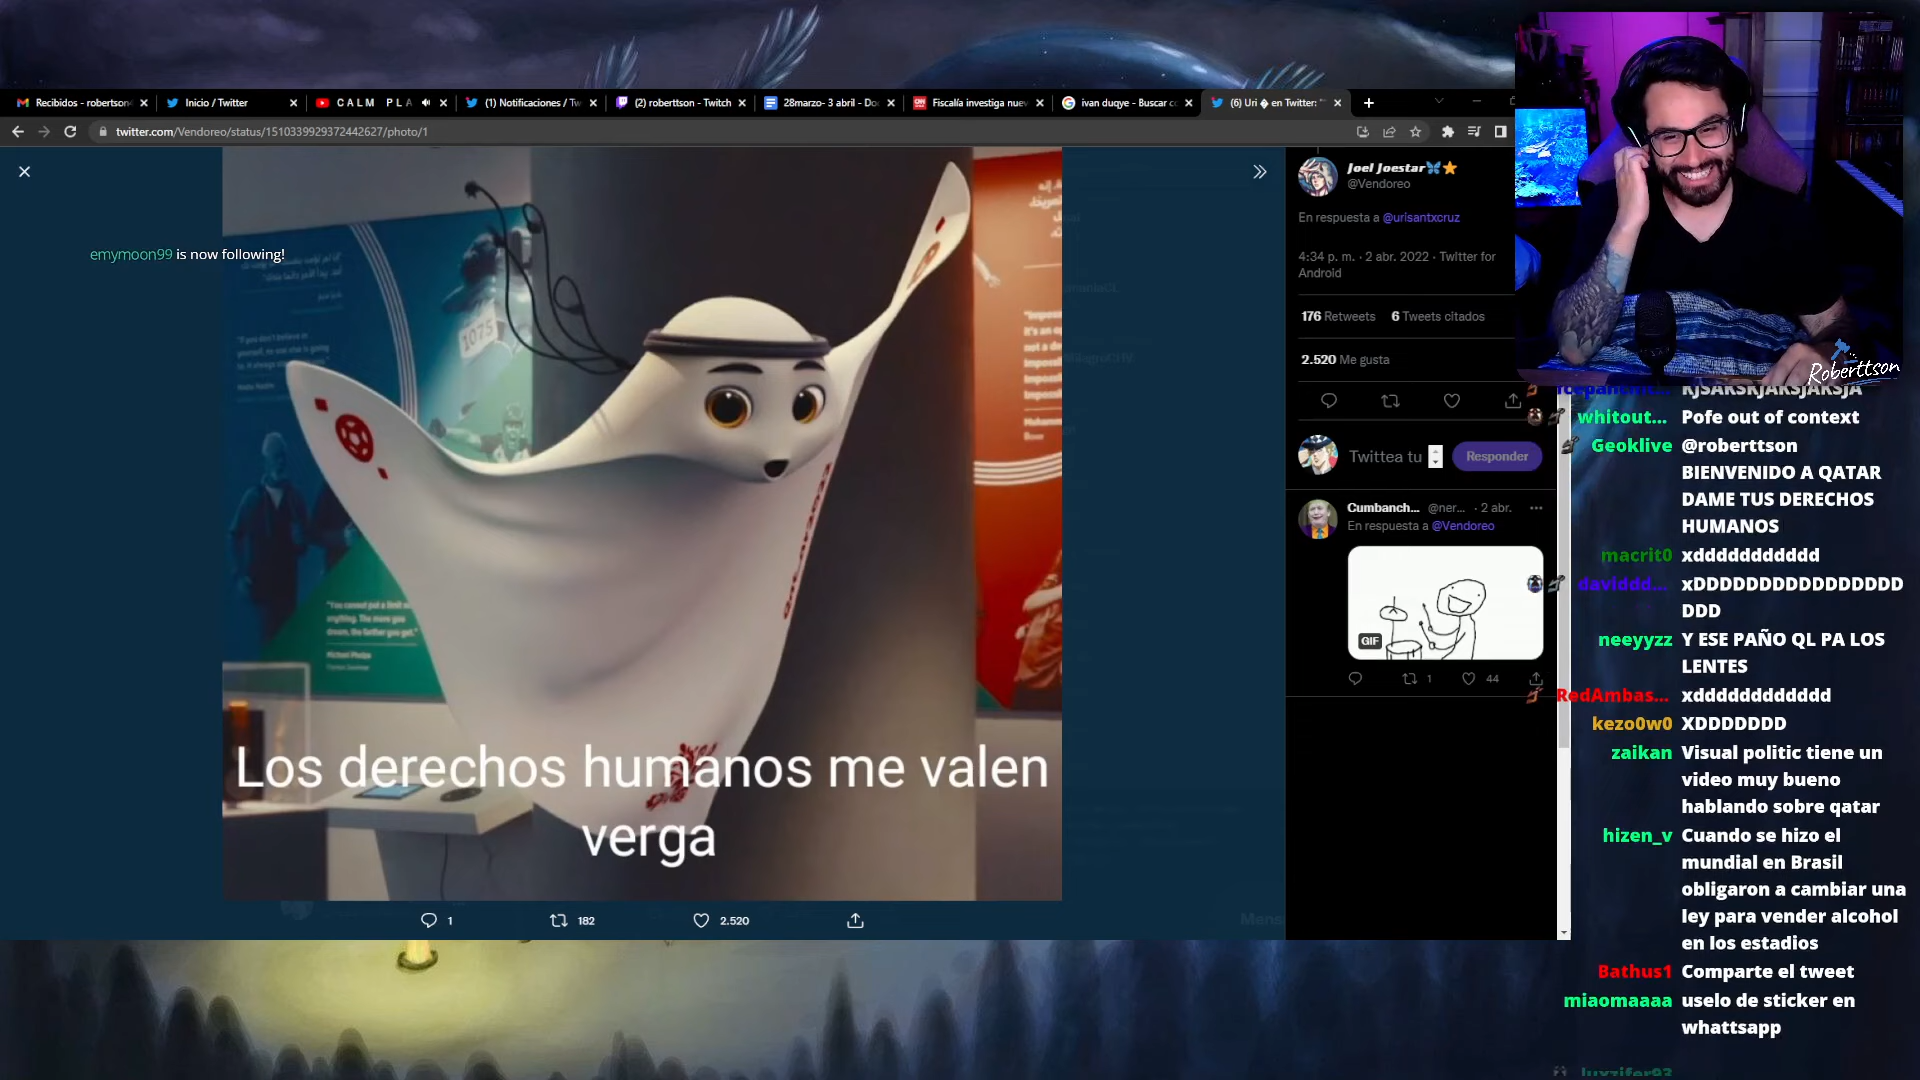 Recibidos - robertson
Inicio / Twitter
C A L M P L A
(1) Notificaciones / Tw
(2) roberttson - Twitch
28marzo- 3 abril - Do
Fiscalía investiga nuev
ivan duqye - Buscar c
(6) Uri � en Twitter: "
twitter.com/Vendoreo/status/1510339929372442627/photo/1
emymoon99 is now following!
1075
Los derechos humanos me valen
verga
1 182 2.520
Joel Joestar
@Vendoreo
En respuesta a @urisantxcruz
4:34 p. m. · 2 abr. 2022 · Twitter for
Android
176 Retweets 6 Tweets citados
2.520 Me gusta
Twittea tu Responder
Cumbanch... @ner... · 2 abr.
En respuesta a @Vendoreo
GIF
1 44
Roberttson
KJSAKSKJAKSJAKSJA
whitout... Pofe out of context
Geoklive @roberttson
BIENVENIDO A QATAR
DAME TUS DERECHOS
HUMANOS
macrit0 xddddddddddd
daviddd... xDDDDDDDDDDDDDDDD
DDD
neeyyzz Y ESE PAÑO QL PA LOS
LENTES
RedAmbas... xdddddddddddd
kezo0w0 XDDDDDDD
zaikan Visual politic tiene un
video muy bueno
hablando sobre qatar
hizen_v Cuando se hizo el
mundial en Brasil
obligaron a cambiar una
ley para vender alcohol
en los estadios
Bathus1 Comparte el tweet
miaomaaaa uselo de sticker en
whattsapp
luxzifer93